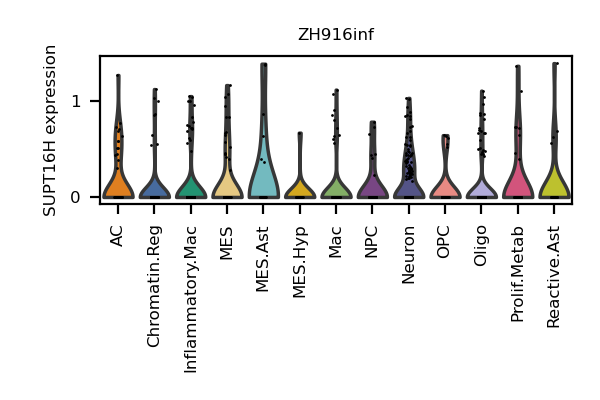 ZH916inf
SUPT16H expression
1
0
AC
Chromatin.Reg
Inflammatory.Mac
MES
MES.Ast
MES.Hyp
Mac
NPC
Neuron
OPC
Oligo
Prolif.Metab
Reactive.Ast